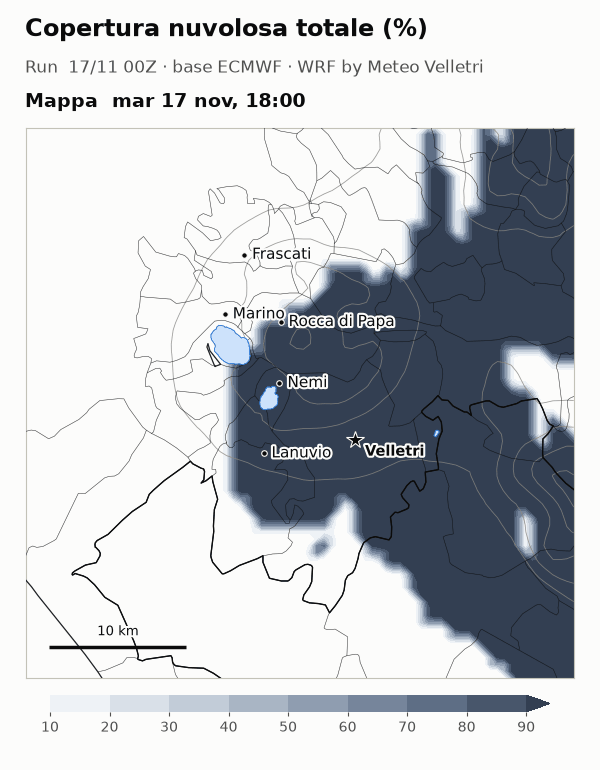 Copertura nuvolosa totale (%)
Run  17/11 00Z · base ECMWF · WRF by Meteo Velletri
Mappa  mar 17 nov, 18:00
Frascati
Marino
Rocca di Papa
Nemi
Velletri
Lanuvio
10 km
10 20 30 40 50 60 70 80 90